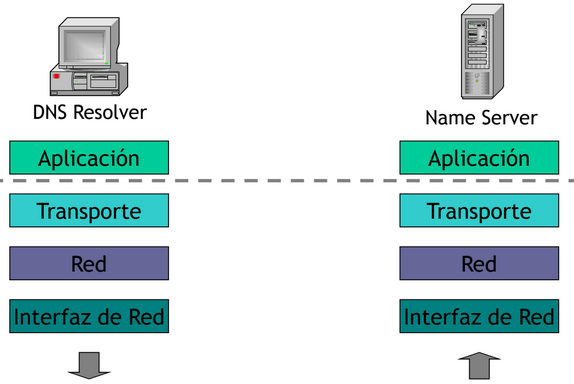 DNS Resolver
Name Server
Aplicación
Aplicación
Transporte
Transporte
Red
Red
Interfaz de Red
Interfaz de Red